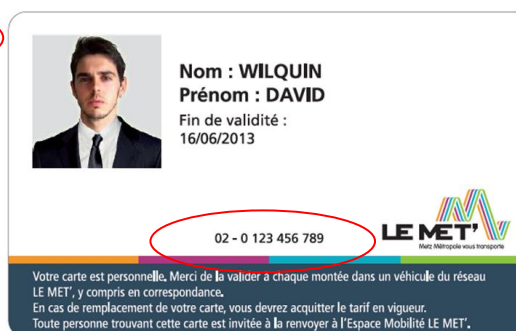 Nom : WILQUIN
Prénom : DAVID
Fin de validité :
16/06/2013
02 - 0 123 456 789
LE MET'
Metz Métropole vous transporte
Votre carte est personnelle. Merci de la valider à chaque montée dans un véhicule du réseau
LE MET', y compris en correspondance.
En cas de remplacement de votre carte, vous devrez acquitter le tarif en vigueur.
Toute personne trouvant cette carte est invitée à la renvoyer à l'Espace Mobilité LE MET'.